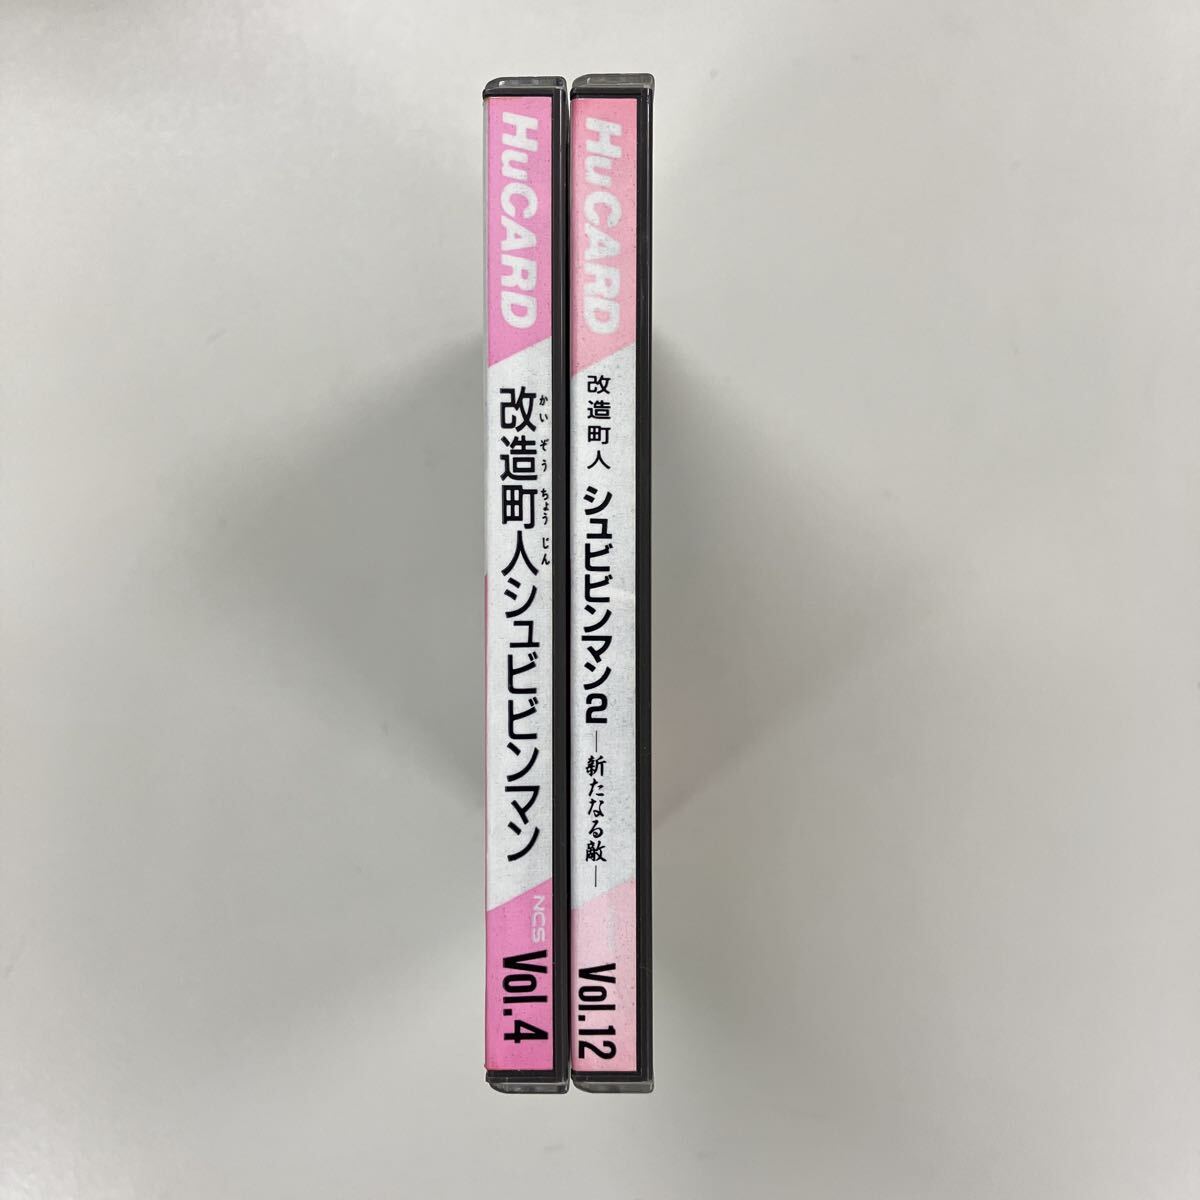 HuCARD
改造町人シュビビンマン
かい ぞう ちょう じん
NCS
Vol.4
HuCARD
改造町人 シュビビンマン2
―新たなる敵―
Vol.12